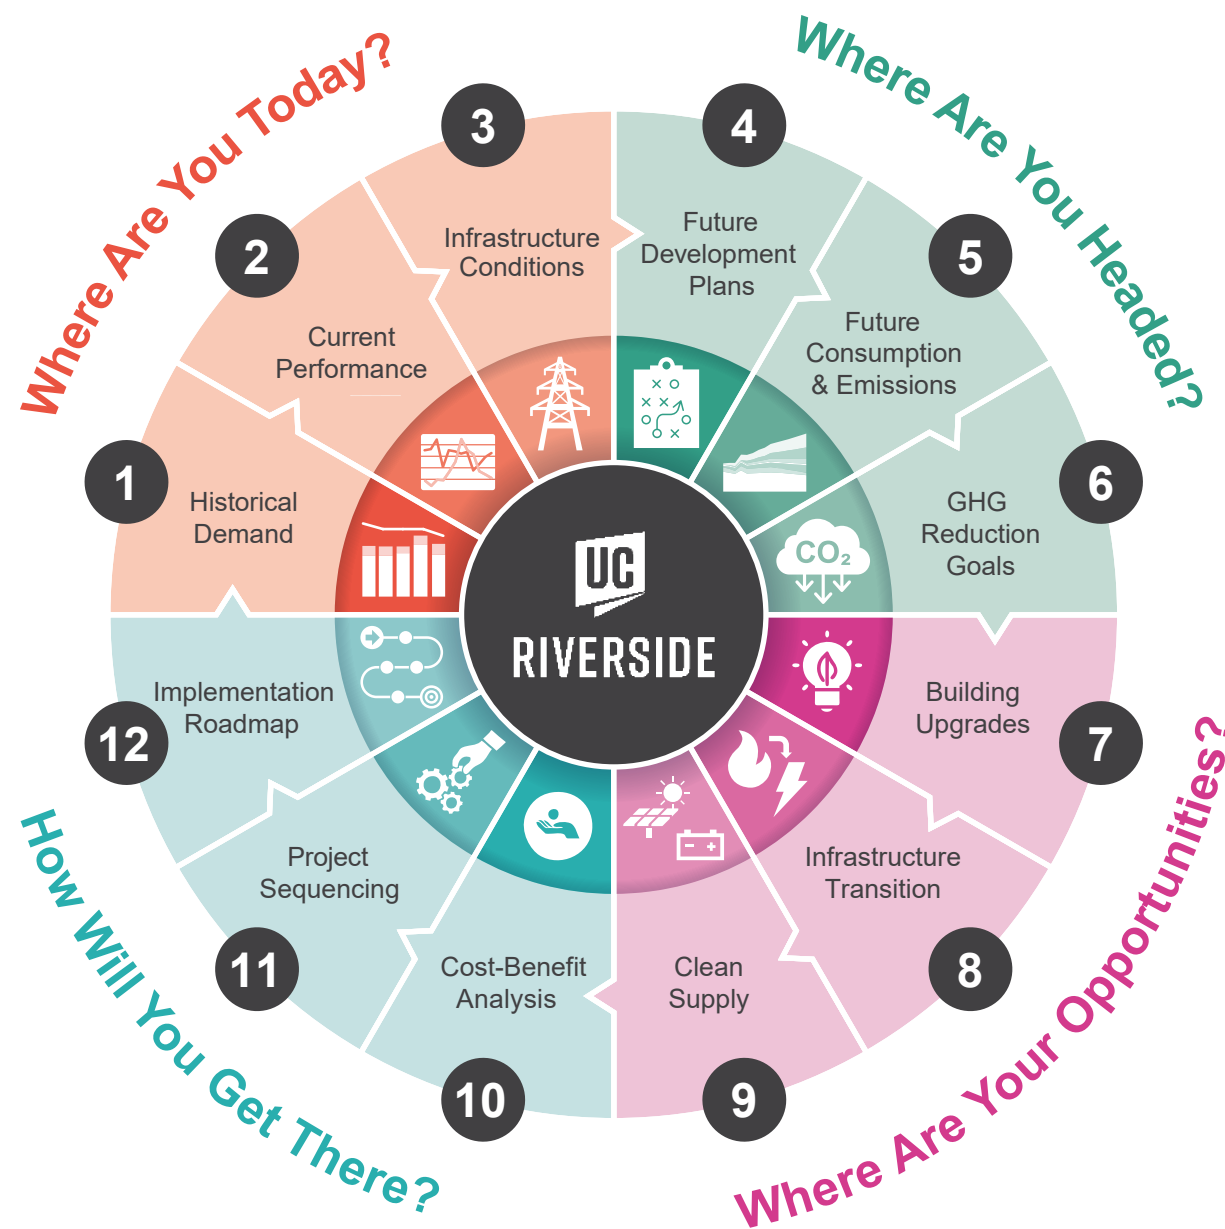 Where Are You Today?
1
Historical
Demand
2
Current
Performance
3
Infrastructure
Conditions
Where Are You Headed?
4
Future
Development
Plans
5
Future
Consumption
& Emissions
6
GHG
Reduction
Goals
CO₂
Where Are Your Opportunities?
7
Building
Upgrades
8
Infrastructure
Transition
9
Clean
Supply
How Will You Get There?
10
Cost-Benefit
Analysis
11
Project
Sequencing
12
Implementation
Roadmap
UC
RIVERSIDE